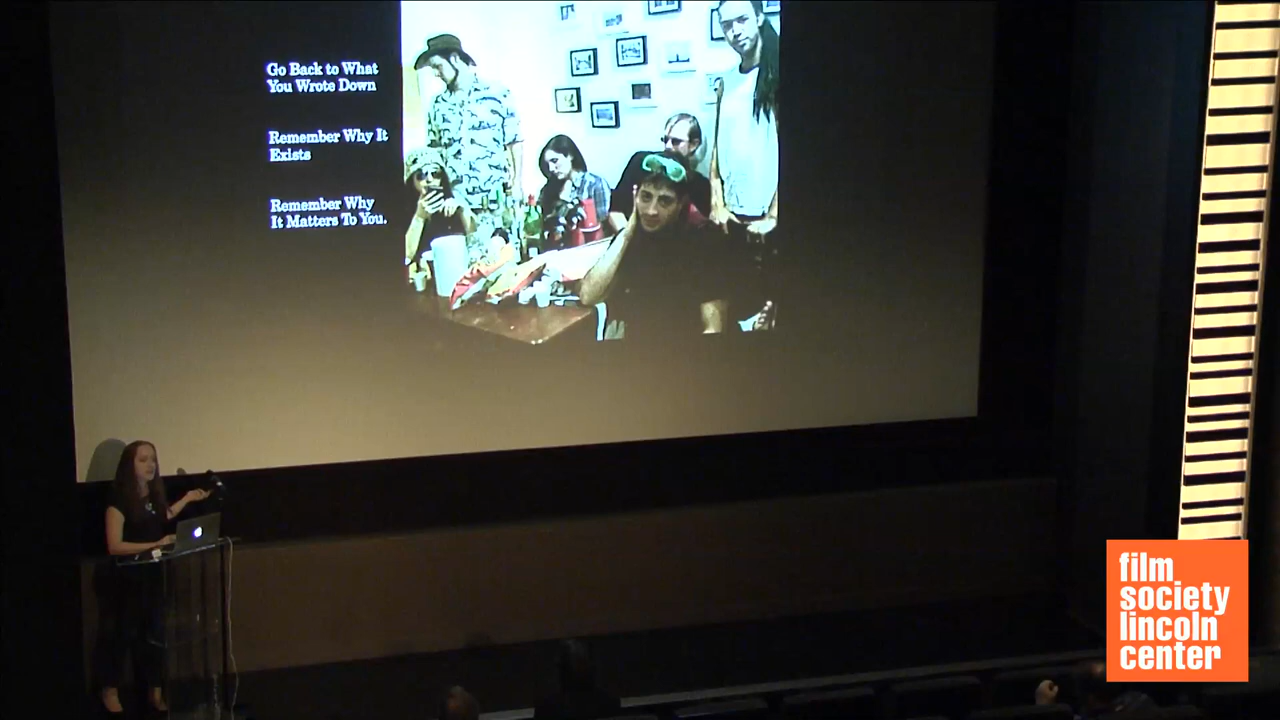 Go Back to What
You Wrote Down
Remember Why It
Exists
Remember Why
It Matters To You.
film
society
lincoln
center